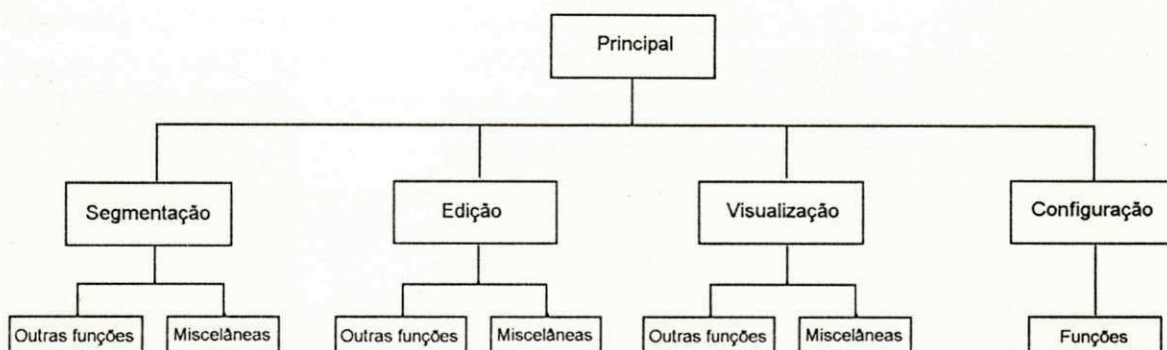 Principal
Segmentação
Edição
Visualização
Configuração
Outras funções
Miscelâneas
Outras funções
Miscelâneas
Outras funções
Miscelâneas
Funções